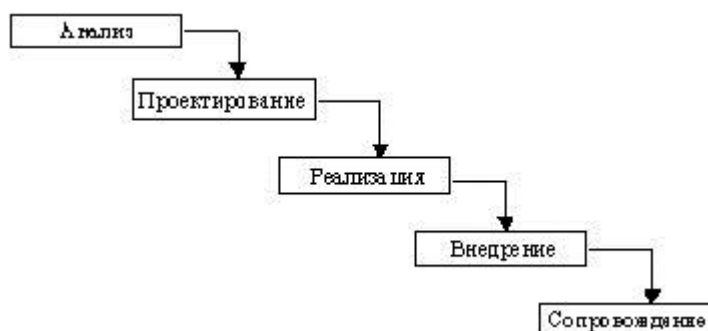 Анализ
Проектирование
Реализация
Внедрение
Сопровождение